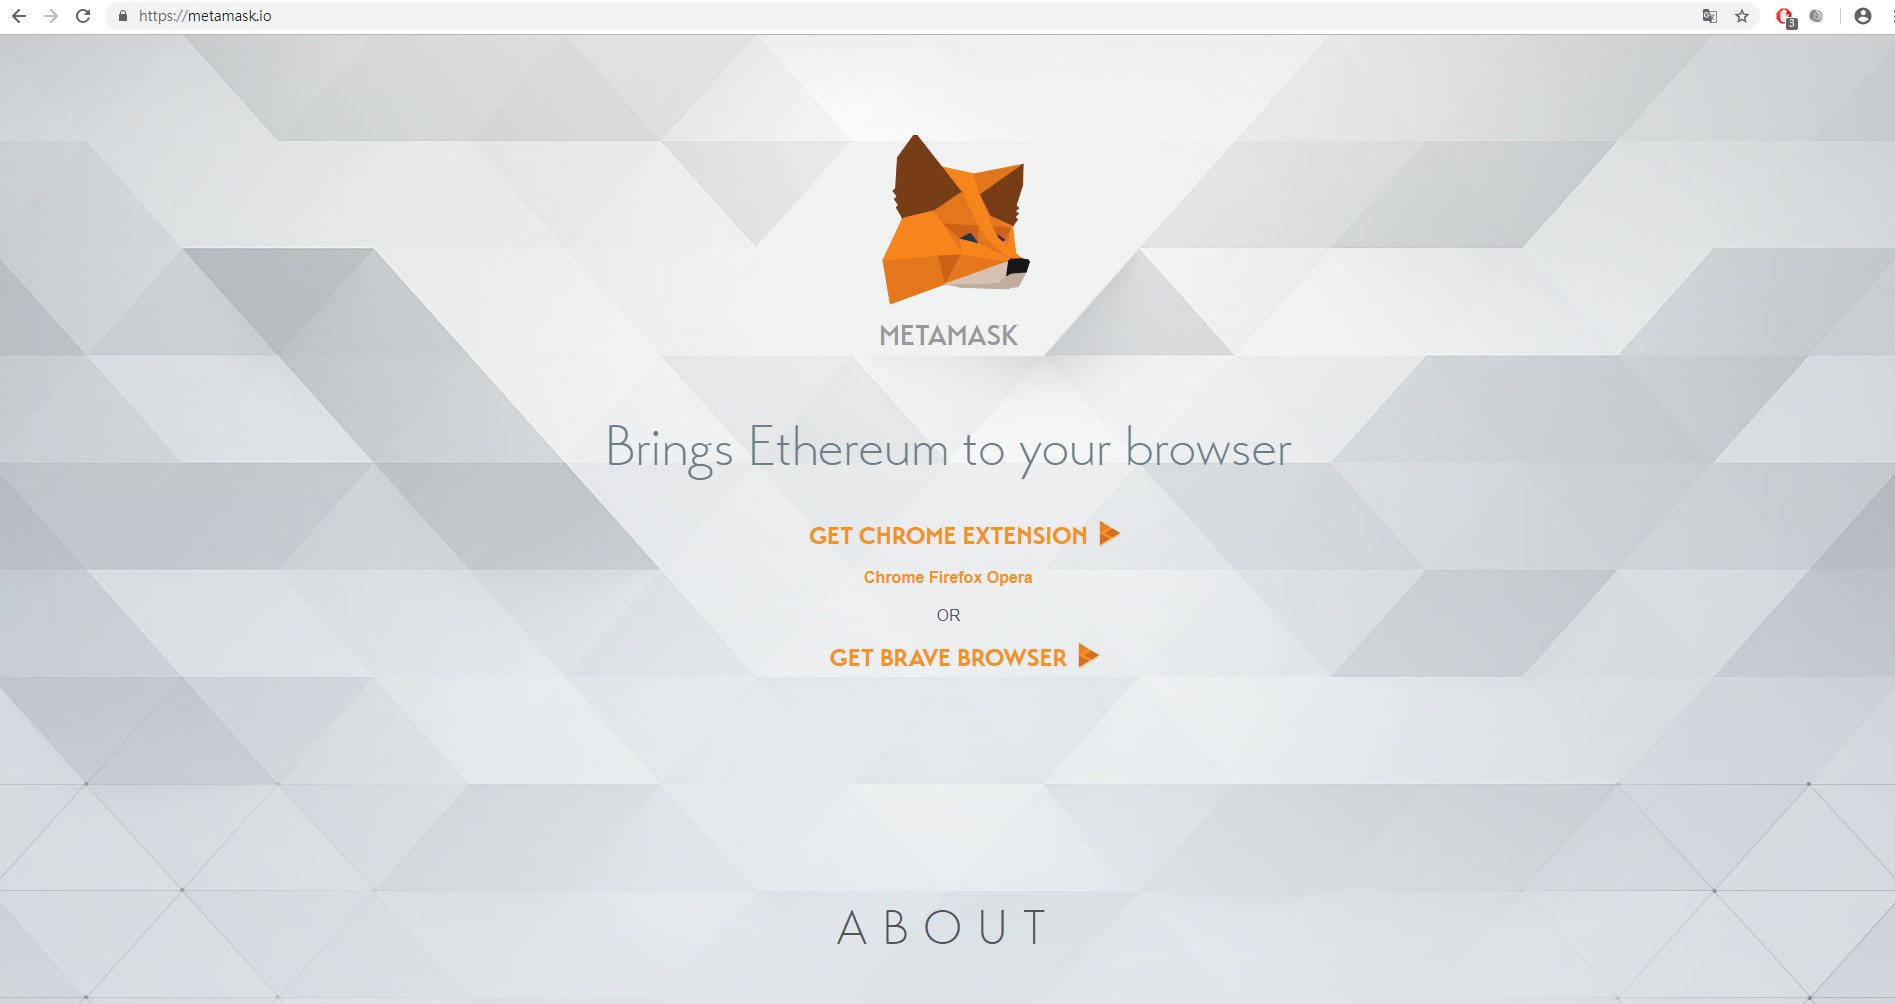 https://metamask.io
3
METAMASK
Brings Ethereum to your browser
GET CHROME EXTENSION
Chrome Firefox Opera
OR
GET BRAVE BROWSER
ABOUT